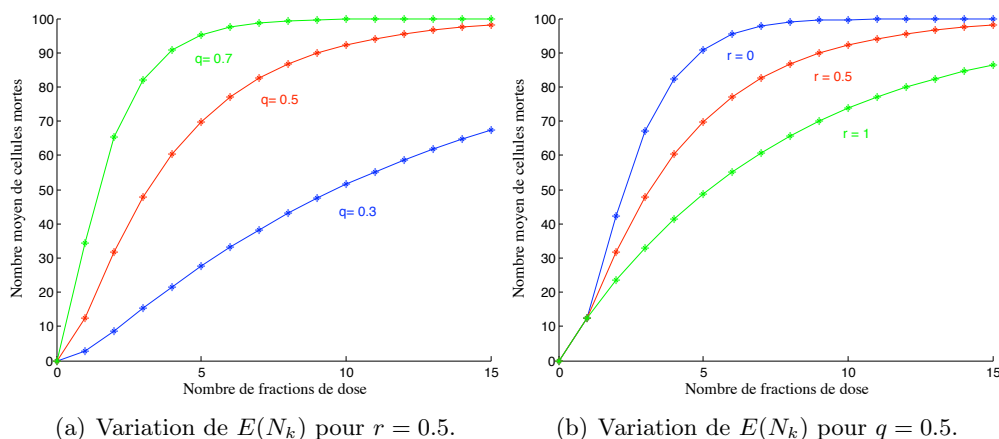 Nombre moyen de cellules mortes
100
90
80
70
60
50
40
30
20
10
0
q= 0.7
q= 0.5
q= 0.3
0
5
10
15
Nombre de fractions de dose
(a) Variation de E(N_k) pour r = 0.5.
Nombre moyen de cellules mortes
100
90
80
70
60
50
40
30
20
10
0
r = 0
r = 0.5
r = 1
0
5
10
15
Nombre de fractions de dose
(b) Variation de E(N_k) pour q = 0.5.